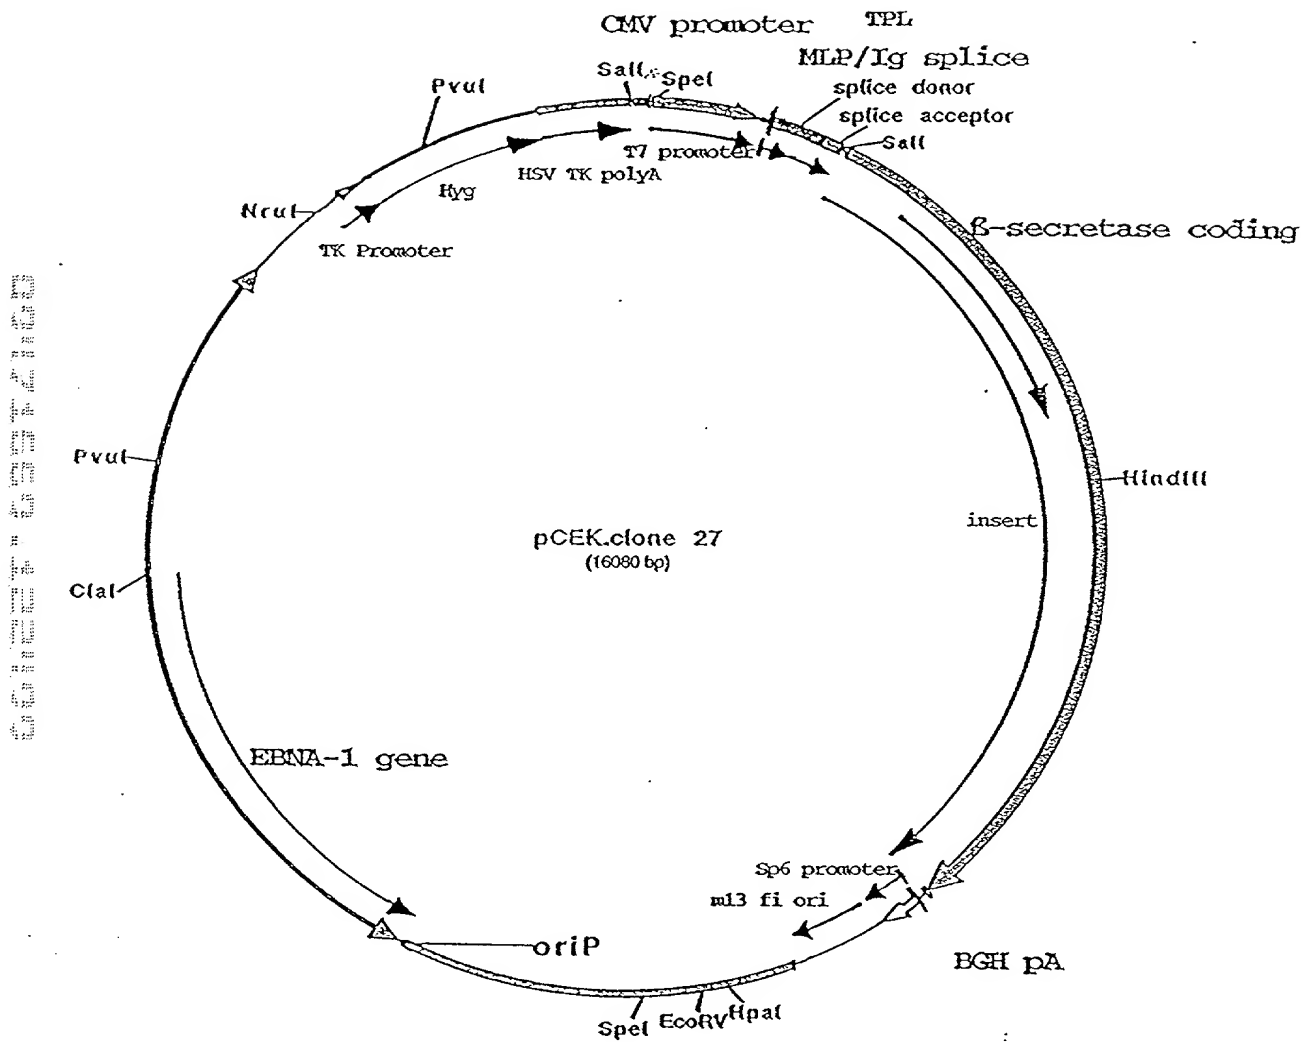 CMV promoter
TPL
MLP/Ig splice
SalI
SpeI
splice donor
splice acceptor
SalI
PvuI
T7 promoter
HSV TK polyA
Hyg
NruI
TK Promoter
ß-secretase coding
PvuI
HindIII
insert
pCEK.clone 27
(16080 bp)
ClaI
EBNA-1 gene
Sp6 promoter
m13 fi ori
oriP
BGH pA
SpeI
EcoRV
HpaI